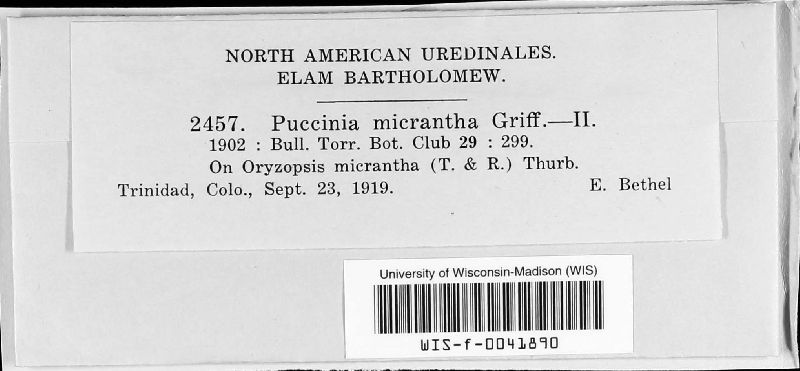 NORTH AMERICAN UREDINALES.
ELAM BARTHOLOMEW.
2457. Puccinia micrantha Griff.—II.
1902 : Bull. Torr. Bot. Club 29 : 299.
On Oryzopsis micrantha (T. & R.) Thurb.
Trinidad, Colo., Sept. 23, 1919. E. Bethel
University of Wisconsin-Madison (WIS)
WIS-f-0041890